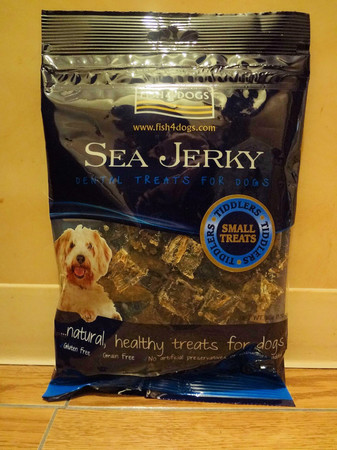 FISH4DOGS
www.fish4dogs.com
SEA JERKY
DENTAL TREATS FOR DOGS
TIDDLERS
SMALL
TREATS
TIDDLERS
TIDDLERS
...natural, healthy treats for dogs
Gluten Free
Grain Free
No artificial preservatives